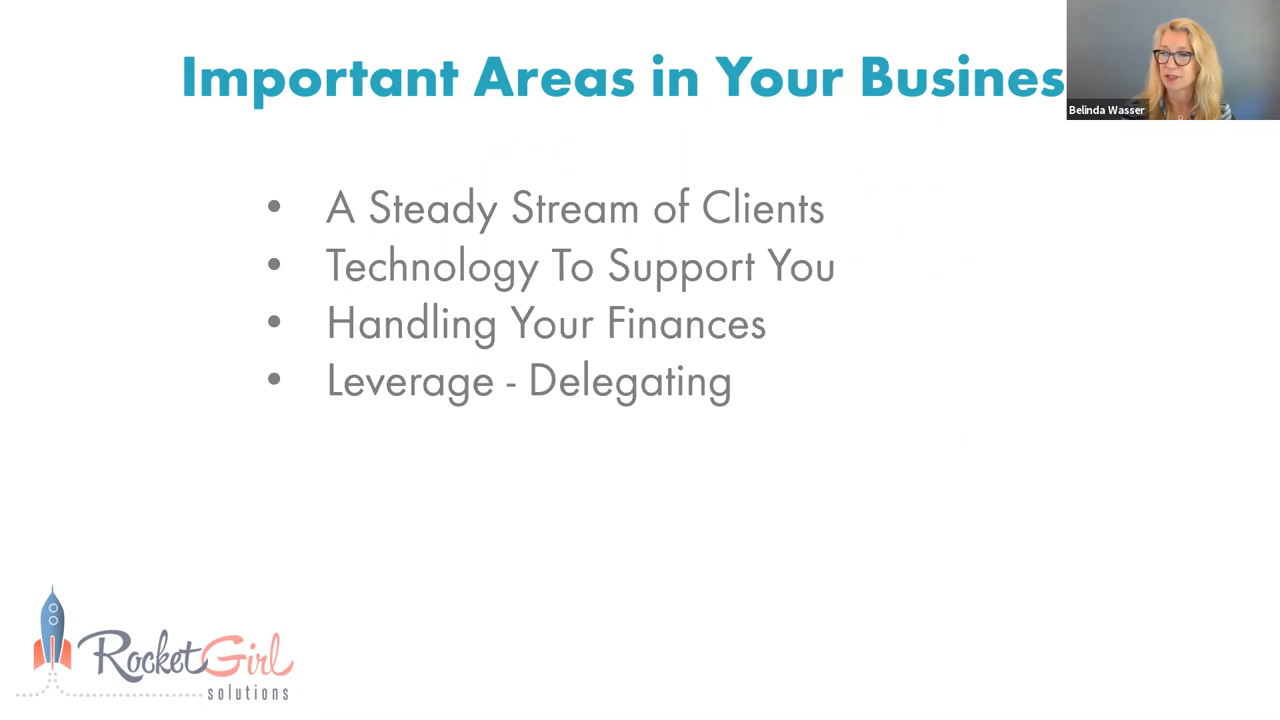 Important Areas in Your Busines
Belinda Wasser
• A Steady Stream of Clients
• Technology To Support You
• Handling Your Finances
• Leverage - Delegating
RocketGirl
solutions